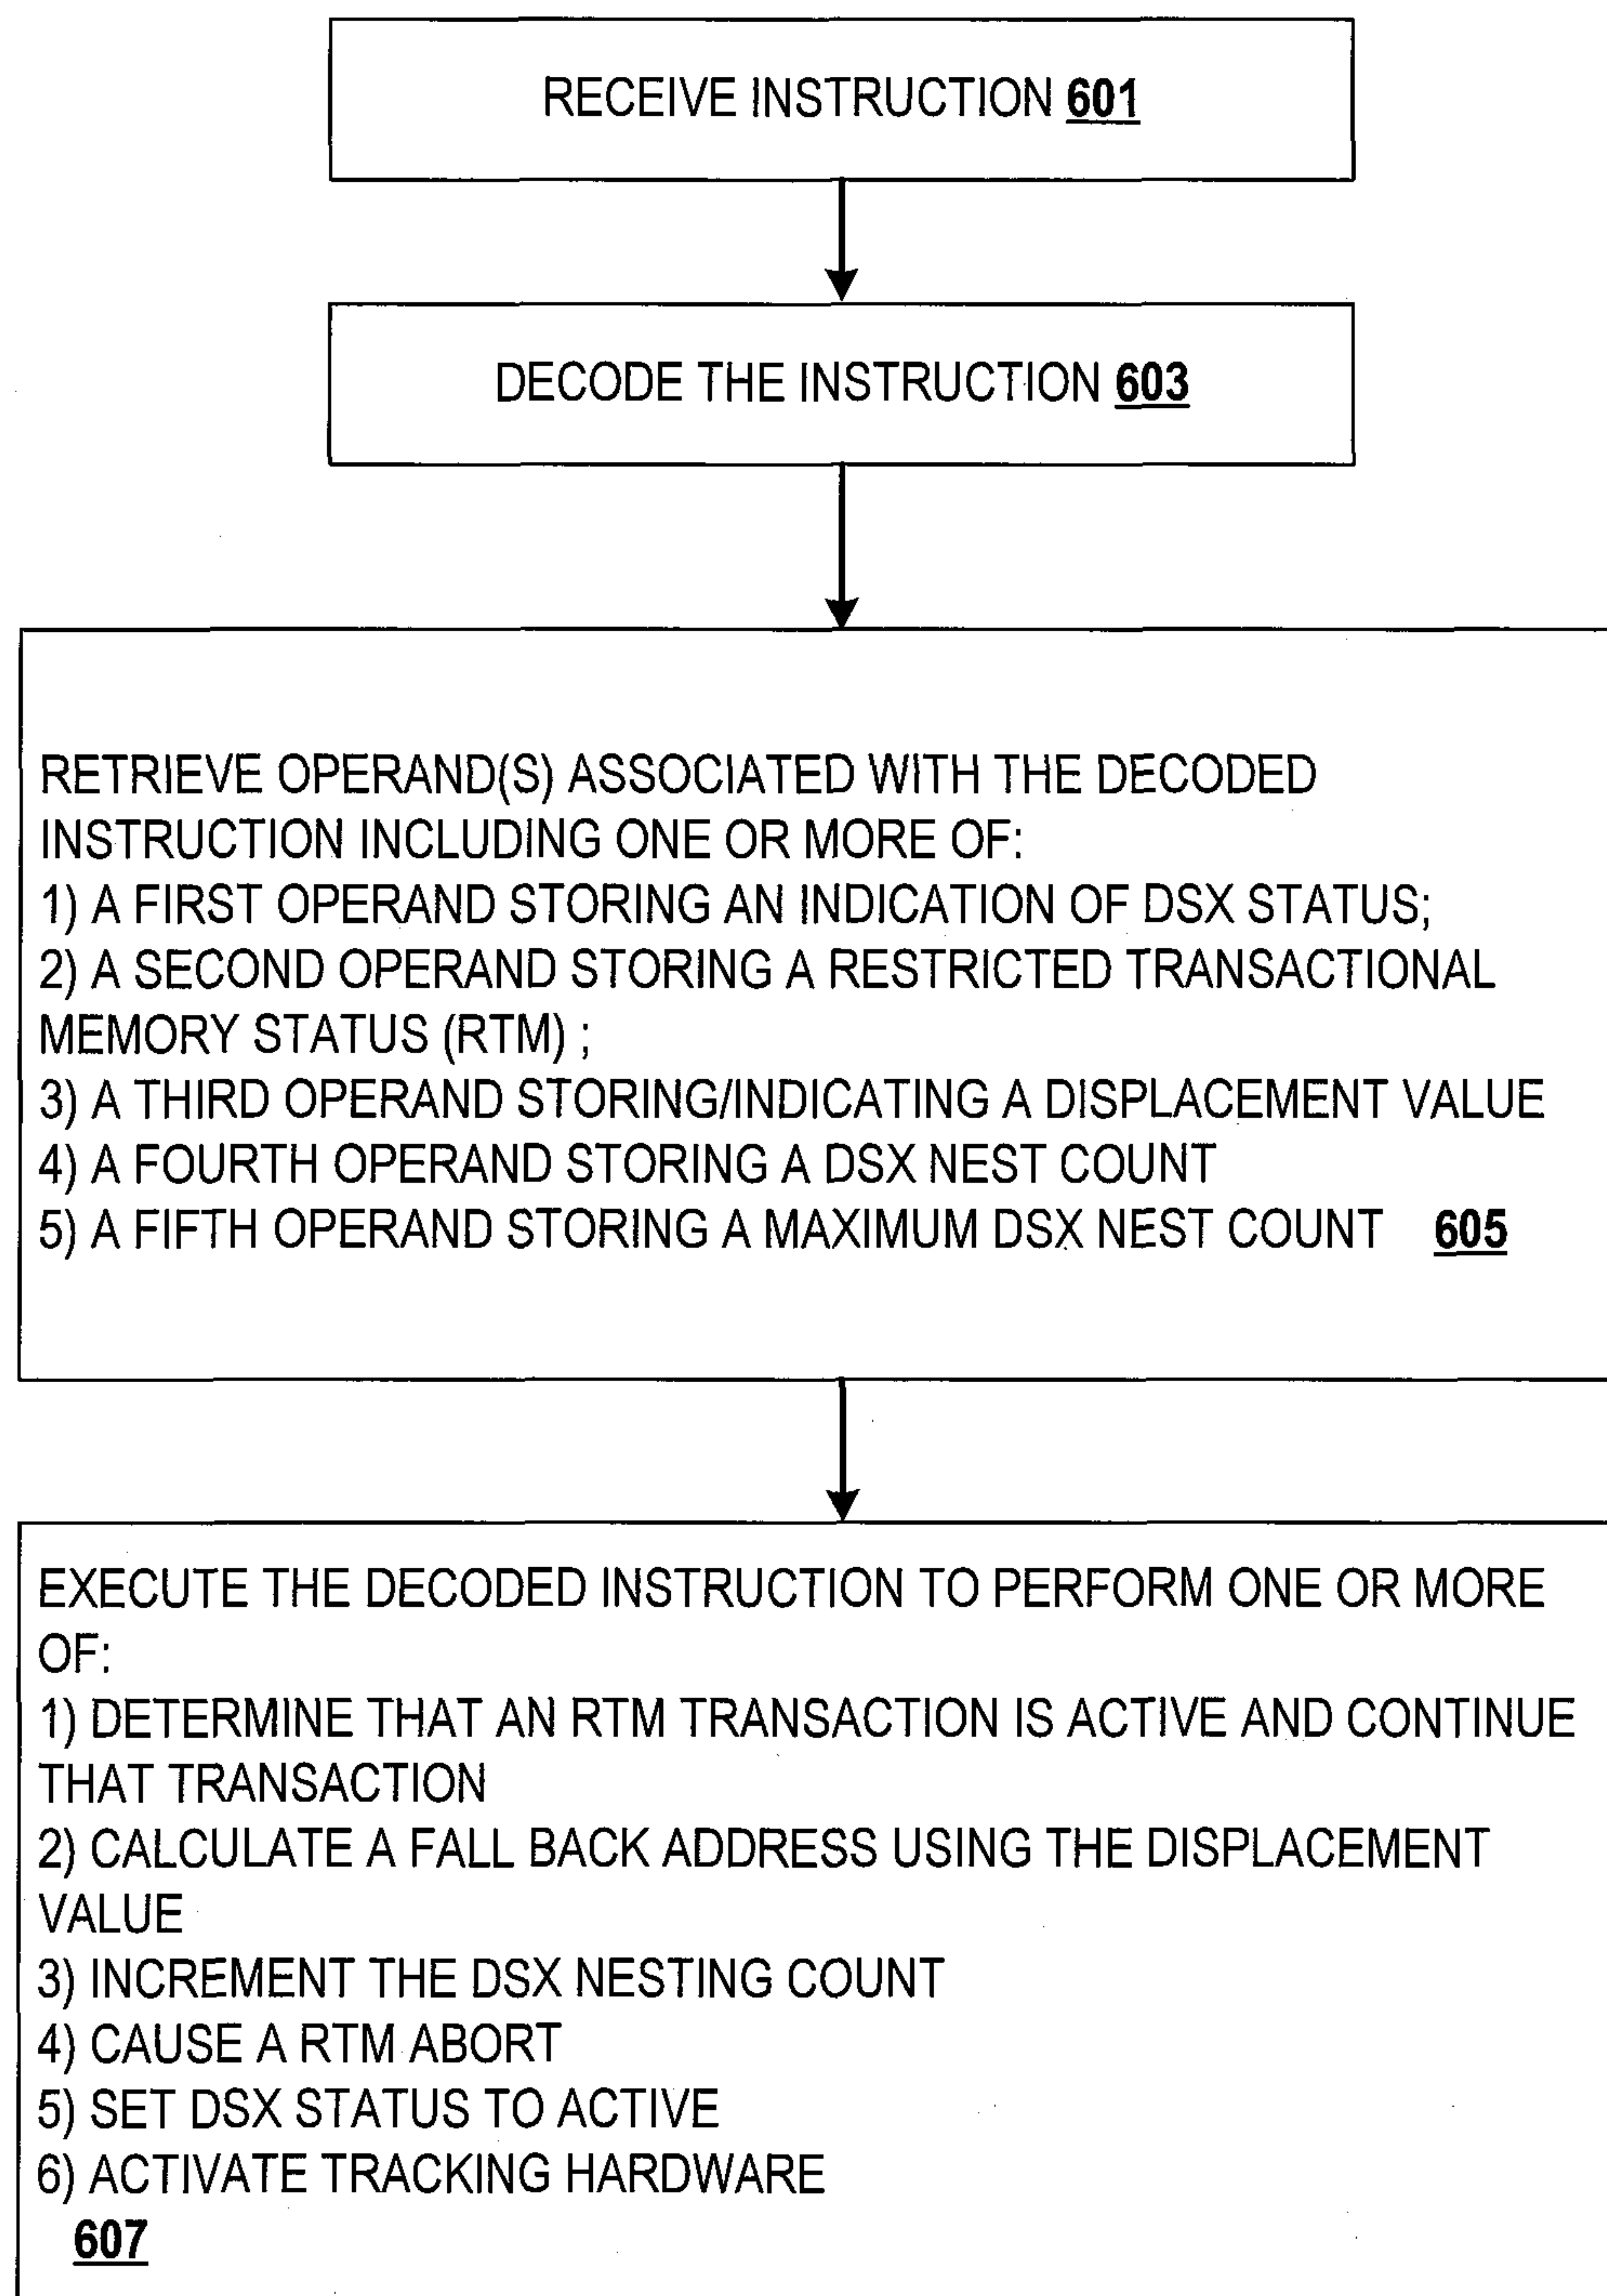 RECEIVE INSTRUCTION 601
DECODE THE INSTRUCTION 603
RETRIEVE OPERAND(S) ASSOCIATED WITH THE DECODED
INSTRUCTION INCLUDING ONE OR MORE OF:
1) A FIRST OPERAND STORING AN INDICATION OF DSX STATUS;
2) A SECOND OPERAND STORING A RESTRICTED TRANSACTIONAL
MEMORY STATUS (RTM) ;
3) A THIRD OPERAND STORING/INDICATING A DISPLACEMENT VALUE
4) A FOURTH OPERAND STORING A DSX NEST COUNT
5) A FIFTH OPERAND STORING A MAXIMUM DSX NEST COUNT 605
EXECUTE THE DECODED INSTRUCTION TO PERFORM ONE OR MORE
OF:
1) DETERMINE THAT AN RTM TRANSACTION IS ACTIVE AND CONTINUE
THAT TRANSACTION
2) CALCULATE A FALL BACK ADDRESS USING THE DISPLACEMENT
VALUE
3) INCREMENT THE DSX NESTING COUNT
4) CAUSE A RTM ABORT
5) SET DSX STATUS TO ACTIVE
6) ACTIVATE TRACKING HARDWARE
607